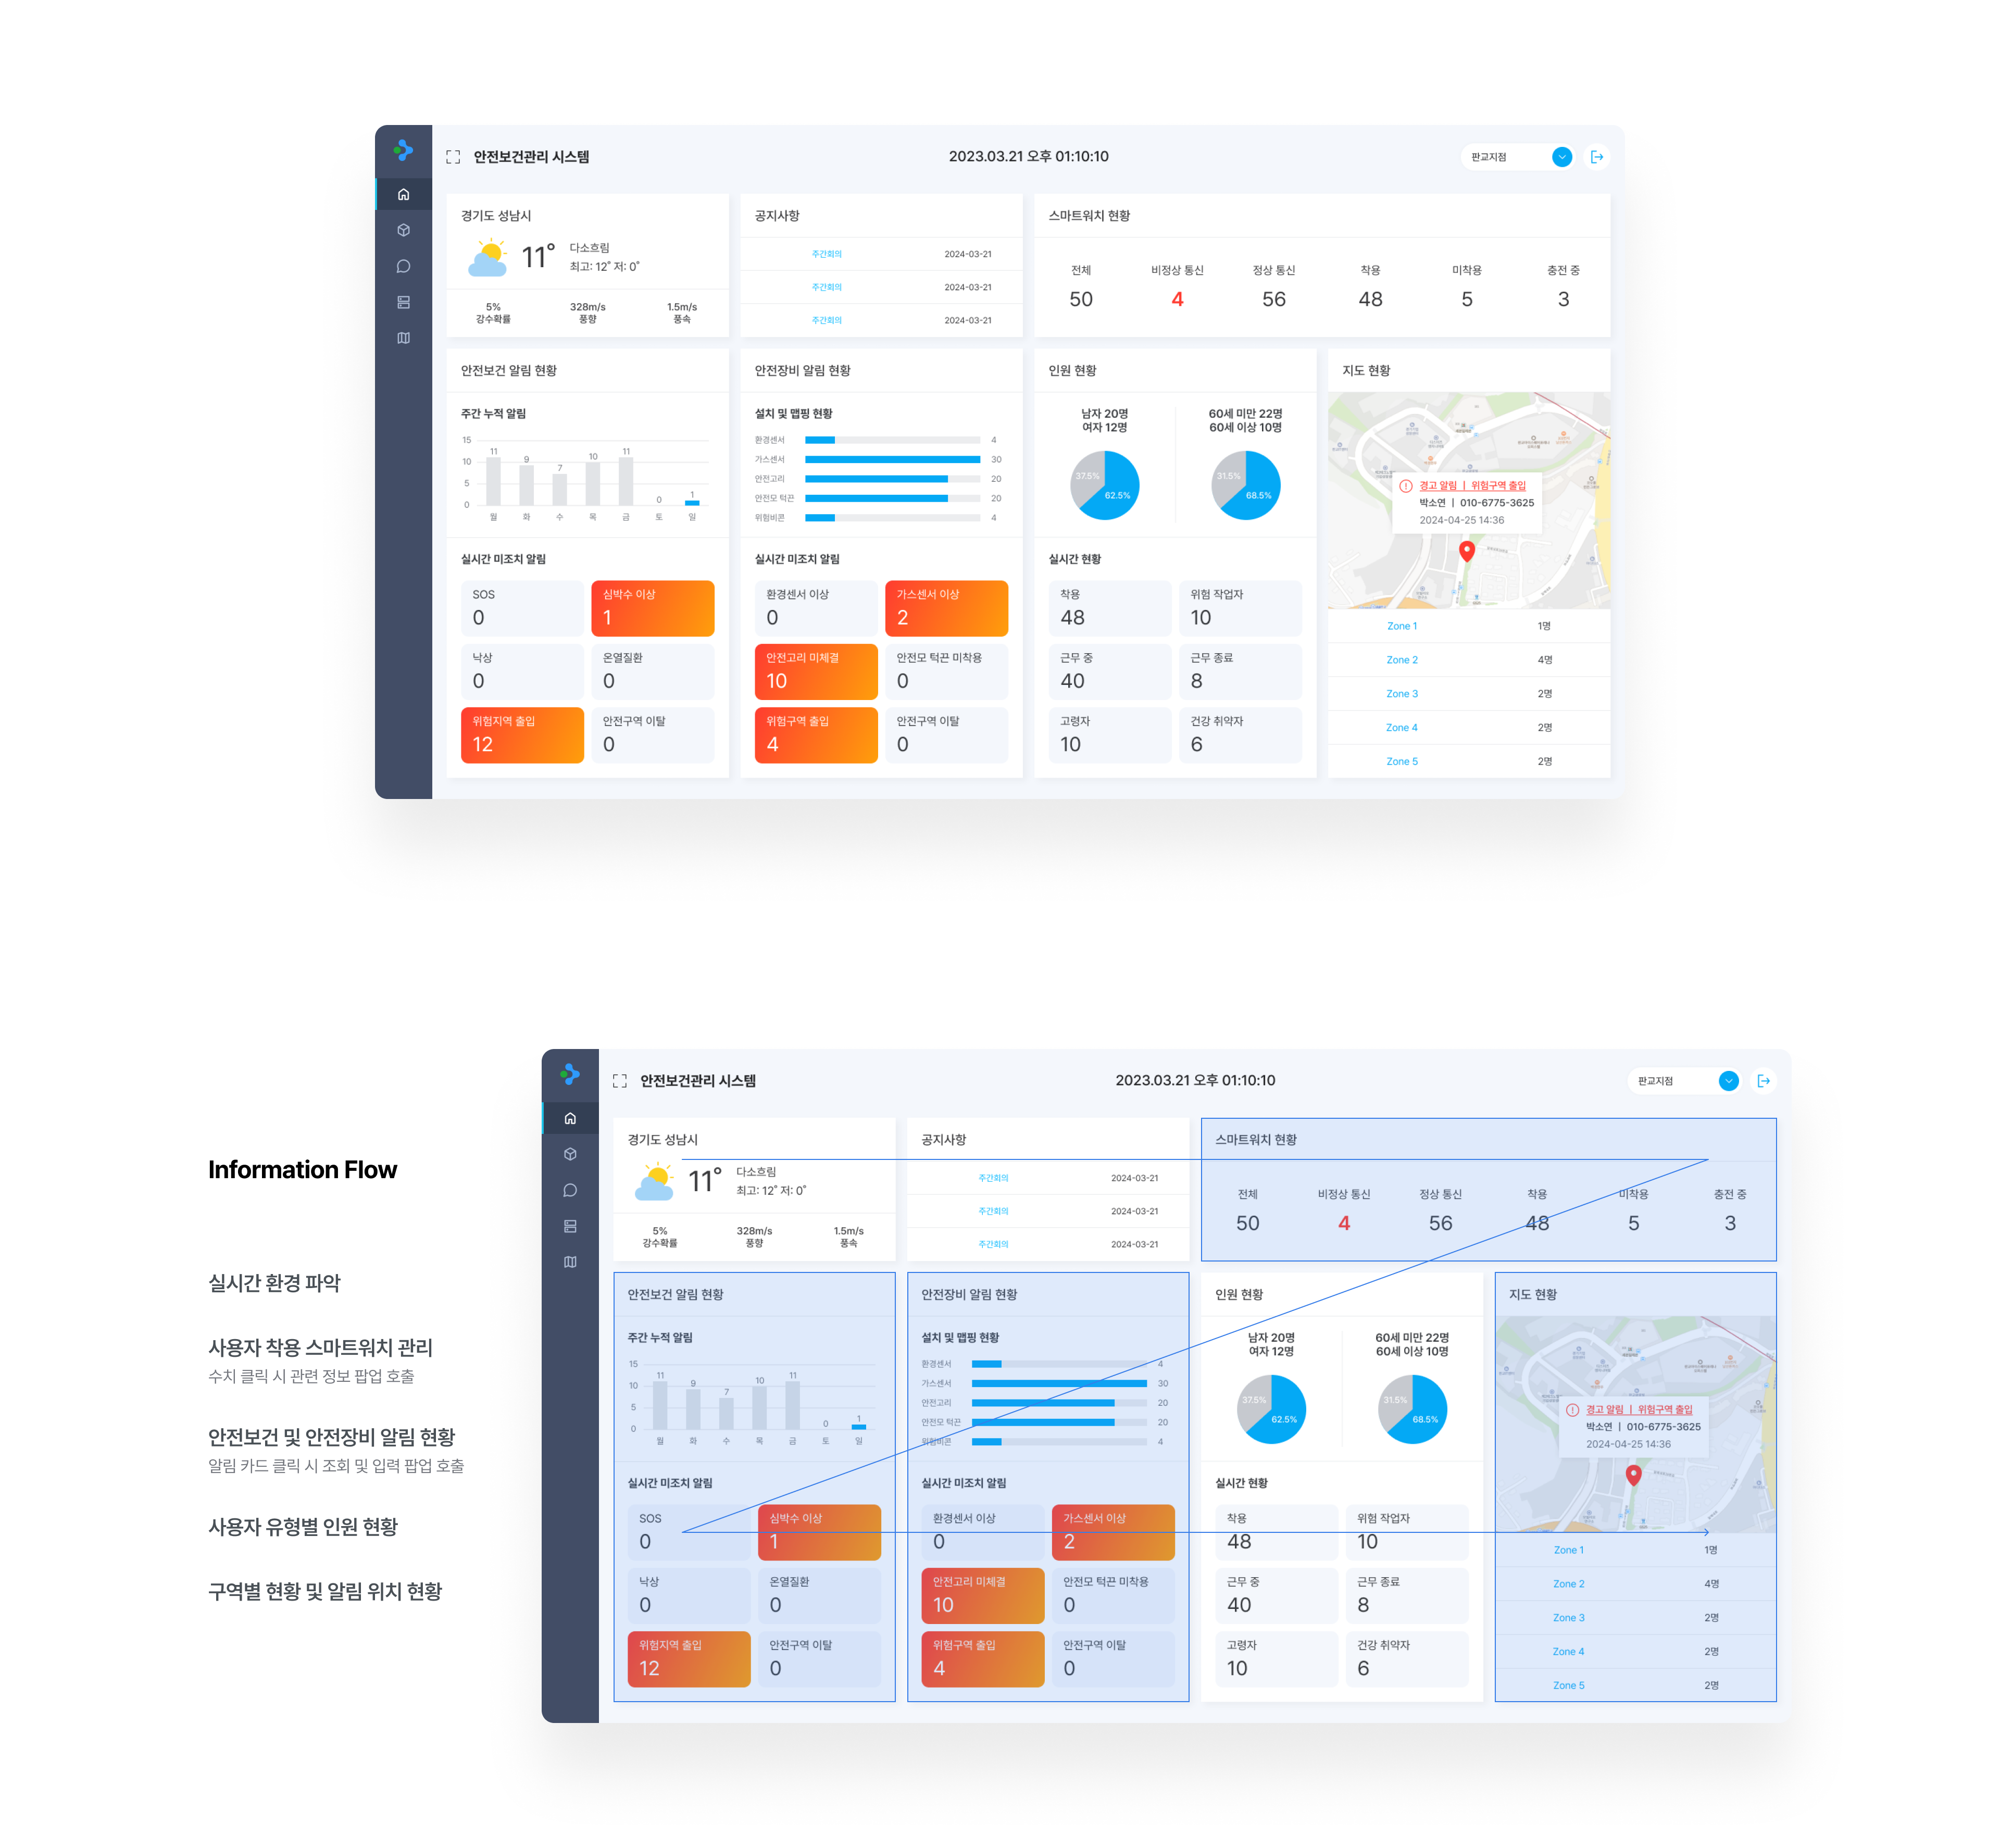 안전보건관리 시스템
2023.03.21 오후 01:10:10
판교지점
경기도 성남시
11°
다소흐림
최고: 12° 저: 0°
5%
강수확률
328m/s
풍향
1.5m/s
풍속
공지사항
주간회의 2024-03-21
주간회의 2024-03-21
주간회의 2024-03-21
스마트워치 현황
전체 비정상 통신 정상 통신 착용 미착용 충전 중
50 4 56 48 5 3
안전보건 알림 현황
주간 누적 알림
15
10
5
0
11 9 7 10 11 0 1
월 화 수 목 금 토 일
실시간 미조치 알림
SOS
0
심박수 이상
1
낙상
0
온열질환
0
위험지역 출입
12
안전구역 이탈
0
안전장비 알림 현황
설치 및 맵핑 현황
환경센서 4
가스센서 30
안전고리 20
안전모 턱끈 20
위험비콘 4
실시간 미조치 알림
환경센서 이상
0
가스센서 이상
2
안전고리 미체결
10
안전모 턱끈 미착용
0
위험구역 출입
4
안전구역 이탈
0
인원 현황
남자 20명
여자 12명
37.5%
62.5%
60세 미만 22명
60세 이상 10명
31.5%
68.5%
실시간 현황
착용
48
위험 작업자
10
근무 중
40
근무 종료
8
고령자
10
건강 취약자
6
지도 현황
경고 알림 | 위험구역 출입
박소연 | 010-6775-3625
2024-04-25 14:36
Zone 1 1명
Zone 2 4명
Zone 3 2명
Zone 4 2명
Zone 5 2명
Information Flow
실시간 환경 파악
사용자 착용 스마트워치 관리
수치 클릭 시 관련 정보 팝업 호출
안전보건 및 안전장비 알림 현황
알림 카드 클릭 시 조회 및 입력 팝업 호출
사용자 유형별 인원 현황
구역별 현황 및 알림 위치 현황
안전보건관리 시스템
2023.03.21 오후 01:10:10
판교지점
경기도 성남시
11°
다소흐림
최고: 12° 저: 0°
5%
강수확률
328m/s
풍향
1.5m/s
풍속
공지사항
주간회의 2024-03-21
주간회의 2024-03-21
주간회의 2024-03-21
스마트워치 현황
전체 비정상 통신 정상 통신 착용 미착용 충전 중
50 4 56 48 5 3
안전보건 알림 현황
주간 누적 알림
15
10
5
0
11 9 7 10 11 0 1
월 화 수 목 금 토 일
실시간 미조치 알림
SOS
0
심박수 이상
1
낙상
0
온열질환
0
위험지역 출입
12
안전구역 이탈
0
안전장비 알림 현황
설치 및 맵핑 현황
환경센서 4
가스센서 30
안전고리 20
안전모 턱끈 20
위험비콘 4
실시간 미조치 알림
환경센서 이상
0
가스센서 이상
2
안전고리 미체결
10
안전모 턱끈 미착용
0
위험구역 출입
4
안전구역 이탈
0
인원 현황
남자 20명
여자 12명
37.5%
62.5%
60세 미만 22명
60세 이상 10명
31.5%
68.5%
실시간 현황
착용
48
위험 작업자
10
근무 중
40
근무 종료
8
고령자
10
건강 취약자
6
지도 현황
경고 알림 | 위험구역 출입
박소연 | 010-6775-3625
2024-04-25 14:36
Zone 1 1명
Zone 2 4명
Zone 3 2명
Zone 4 2명
Zone 5 2명